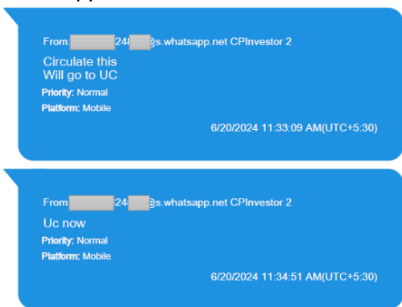 From: 24 @s.whatsapp.net CPInvestor 2
Circulate this
Will go to UC
Priority: Normal
Platform: Mobile
6/20/2024 11:33:09 AM(UTC+5:30)
From 24 @s.whatsapp.net CPInvestor 2
Uc now
Priority: Normal
Platform: Mobile
6/20/2024 11:34:51 AM(UTC+5:30)